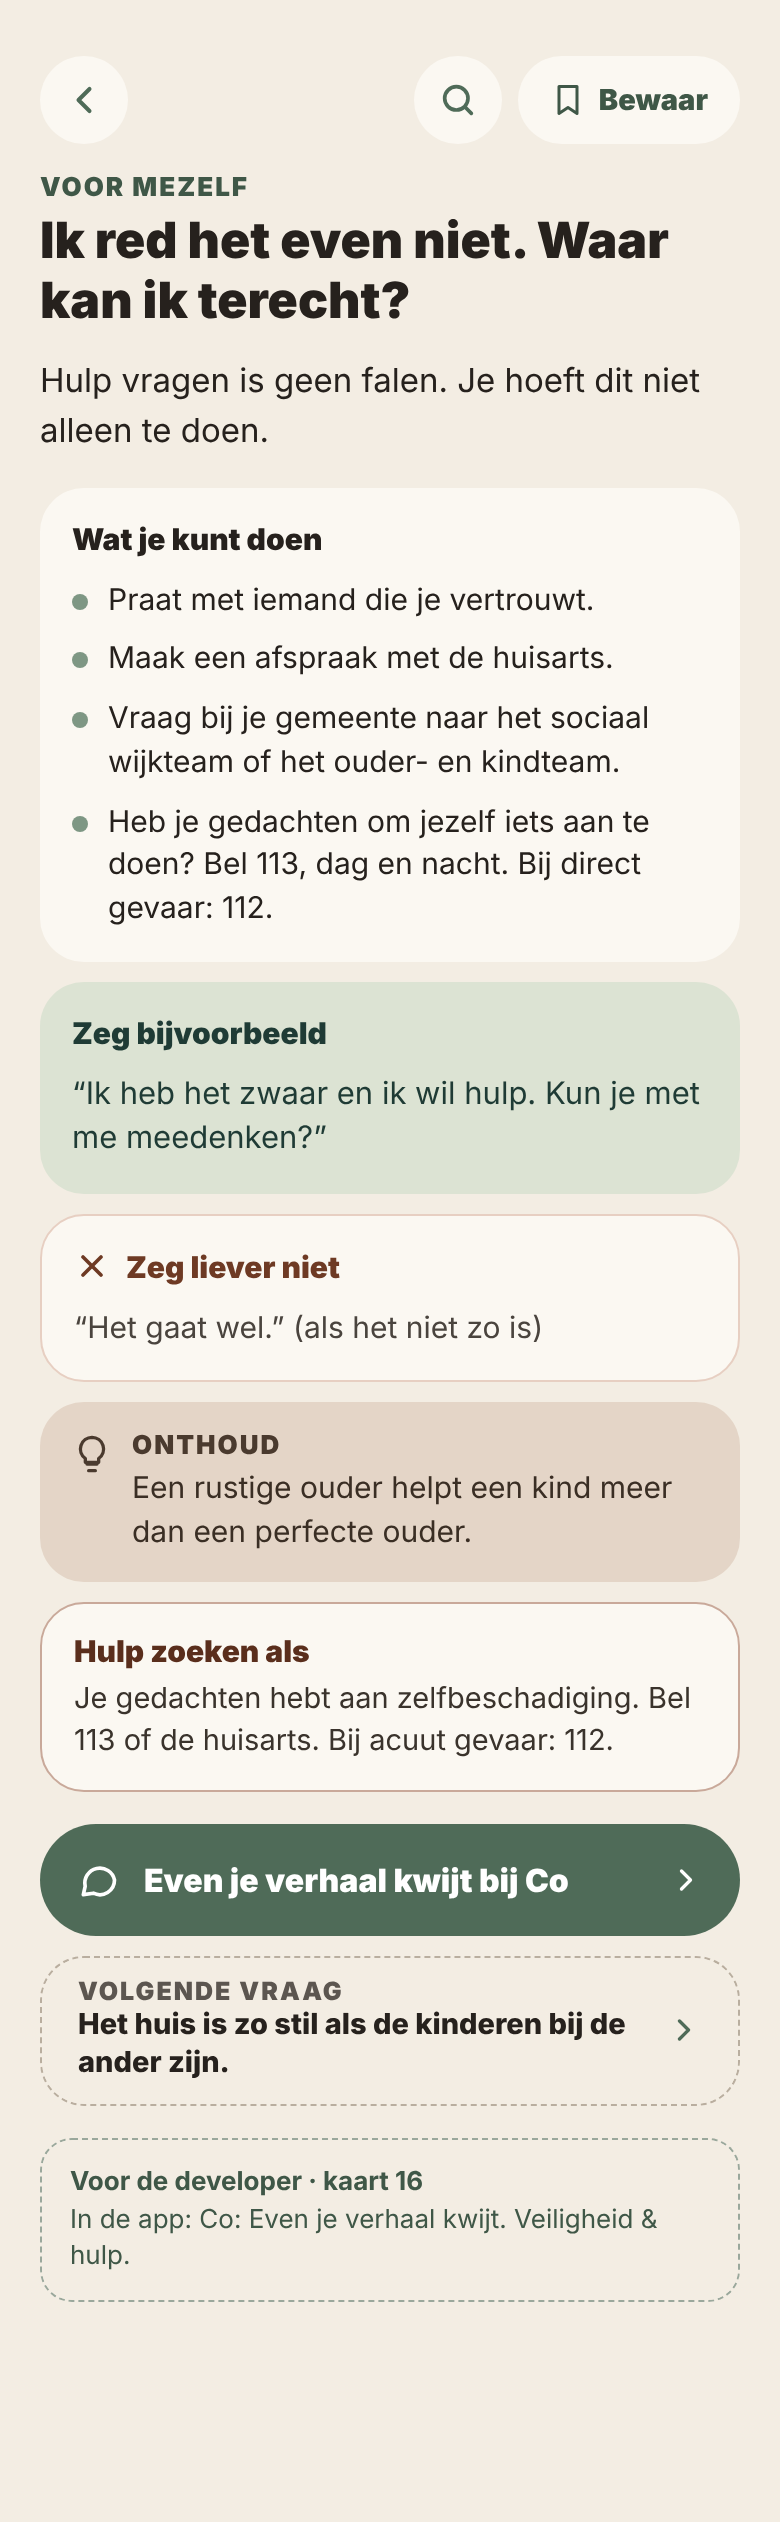 Bewaar
VOOR MEZELF
Ik red het even niet. Waar
kan ik terecht?
Hulp vragen is geen falen. Je hoeft dit niet
alleen te doen.
Wat je kunt doen
Praat met iemand die je vertrouwt.
Maak een afspraak met de huisarts.
Vraag bij je gemeente naar het sociaal
wijkteam of het ouder- en kindteam.
Heb je gedachten om jezelf iets aan te
doen? Bel 113, dag en nacht. Bij direct
gevaar: 112.
Zeg bijvoorbeeld
“Ik heb het zwaar en ik wil hulp. Kun je met
me meedenken?”
Zeg liever niet
“Het gaat wel.” (als het niet zo is)
ONTHOUD
Een rustige ouder helpt een kind meer
dan een perfecte ouder.
Hulp zoeken als
Je gedachten hebt aan zelfbeschadiging. Bel
113 of de huisarts. Bij acuut gevaar: 112.
Even je verhaal kwijt bij Co
VOLGENDE VRAAG
Het huis is zo stil als de kinderen bij de
ander zijn.
Voor de developer · kaart 16
In de app: Co: Even je verhaal kwijt. Veiligheid &
hulp.